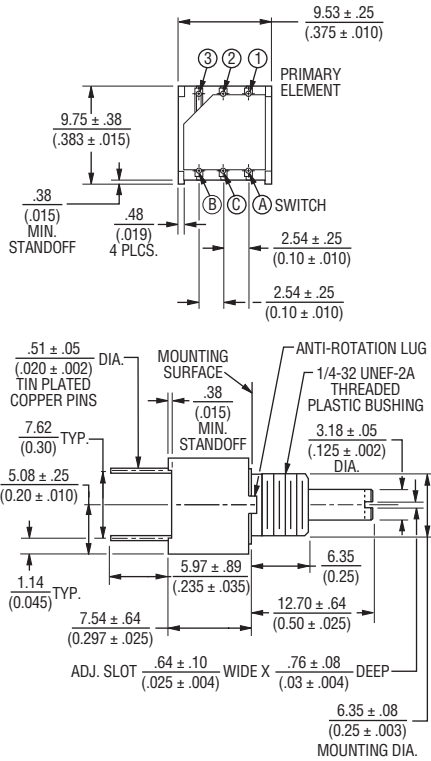 9.53 ± .25
(.375 ± .010)
3
2
1
PRIMARY
ELEMENT
9.75 ± .38
(.383 ± .015)
.38
(.015)
MIN.
STANDOFF
.48
(.019)
4 PLCS.
B
C
A SWITCH
2.54 ± .25
(0.10 ± .010)
2.54 ± .25
(0.10 ± .010)
.51 ± .05
(.020 ± .002) DIA.
TIN PLATED
COPPER PINS
MOUNTING
SURFACE
ANTI-ROTATION LUG
1/4-32 UNEF-2A
THREADED
PLASTIC BUSHING
.38
(.015)
MIN.
STANDOFF
7.62
(0.30) TYP.
3.18 ± .05
(.125 ± .002)
DIA.
5.08 ± .25
(0.20 ± .010)
1.14
(0.045) TYP.
5.97 ± .89
(.235 ± .035)
6.35
(0.25)
7.54 ± .64
(0.297 ± .025)
12.70 ± .64
(0.50 ± .025)
ADJ. SLOT .64 ± .10 WIDE X .76 ± .08 DEEP
(.025 ± .004) (.03 ± .004)
6.35 ± .08
(0.25 ± .003)
MOUNTING DIA.